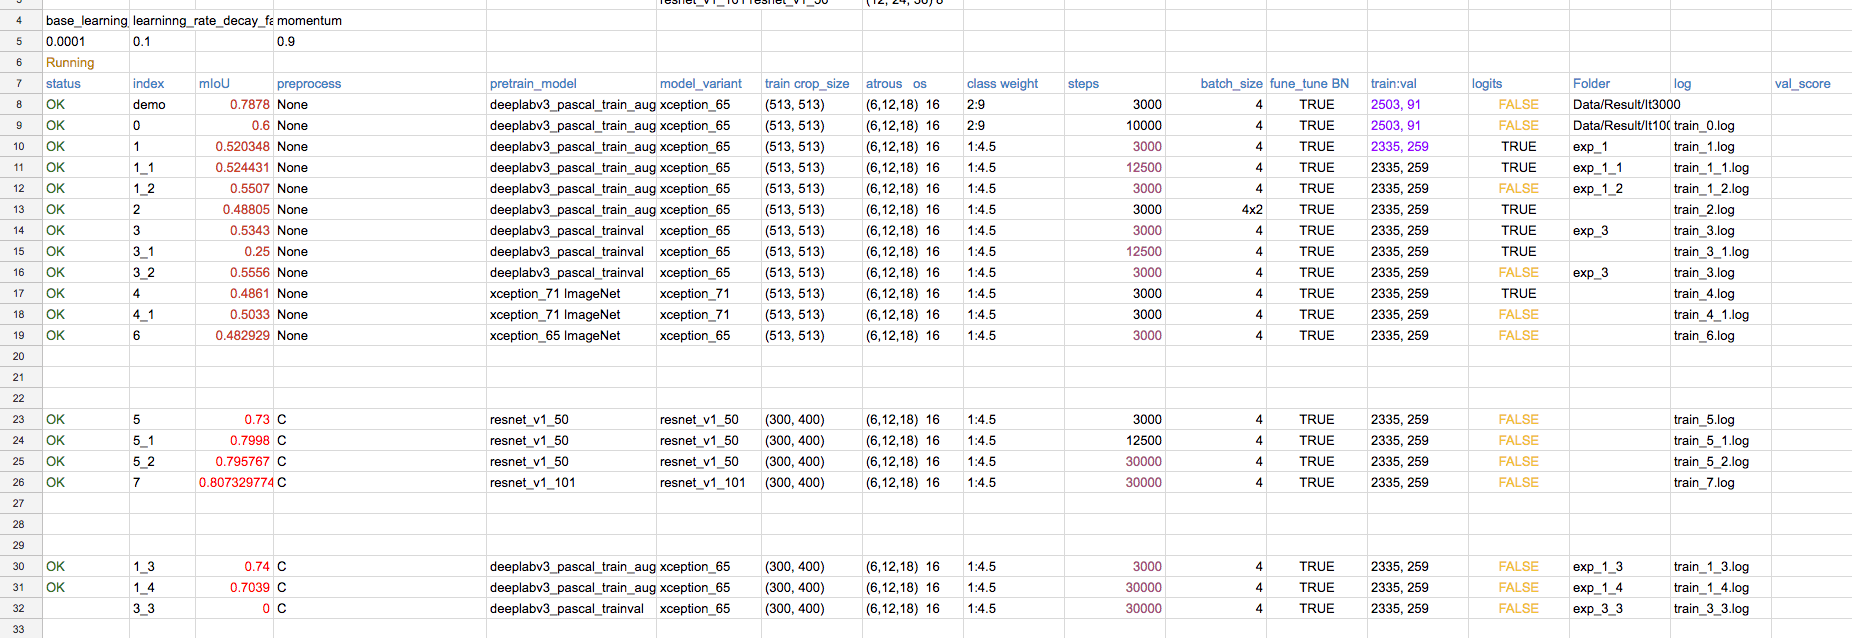 resnet_v1_101 resnet_v1_50 (12, 24, 36) 8
4 base_learning_ learninng_rate_decay_fa momentum
5 0.0001 0.1 0.9
6 Running
7 status index mIoU preprocess pretrain_model model_variant train crop_size atrous os class weight steps batch_size fune_tune BN train:val logits Folder log val_score
8 OK demo 0.7878 None deeplabv3_pascal_train_aug xception_65 (513, 513) (6,12,18) 16 2:9 3000 4 TRUE 2503, 91 FALSE Data/Result/It3000
9 OK 0 0.6 None deeplabv3_pascal_train_aug xception_65 (513, 513) (6,12,18) 16 2:9 10000 4 TRUE 2503, 91 FALSE Data/Result/It100 train_0.log
10 OK 1 0.520348 None deeplabv3_pascal_train_aug xception_65 (513, 513) (6,12,18) 16 1:4.5 3000 4 TRUE 2335, 259 TRUE exp_1 train_1.log
11 OK 1_1 0.524431 None deeplabv3_pascal_train_aug xception_65 (513, 513) (6,12,18) 16 1:4.5 12500 4 TRUE 2335, 259 TRUE exp_1_1 train_1_1.log
12 OK 1_2 0.5507 None deeplabv3_pascal_train_aug xception_65 (513, 513) (6,12,18) 16 1:4.5 3000 4 TRUE 2335, 259 FALSE exp_1_2 train_1_2.log
13 OK 2 0.48805 None deeplabv3_pascal_train_aug xception_65 (513, 513) (6,12,18) 16 1:4.5 3000 4x2 TRUE 2335, 259 TRUE train_2.log
14 OK 3 0.5343 None deeplabv3_pascal_trainval xception_65 (513, 513) (6,12,18) 16 1:4.5 3000 4 TRUE 2335, 259 TRUE exp_3 train_3.log
15 OK 3_1 0.25 None deeplabv3_pascal_trainval xception_65 (513, 513) (6,12,18) 16 1:4.5 12500 4 TRUE 2335, 259 TRUE train_3_1.log
16 OK 3_2 0.5556 None deeplabv3_pascal_trainval xception_65 (513, 513) (6,12,18) 16 1:4.5 3000 4 TRUE 2335, 259 FALSE exp_3 train_3.log
17 OK 4 0.4861 None xception_71 ImageNet xception_71 (513, 513) (6,12,18) 16 1:4.5 3000 4 TRUE 2335, 259 TRUE train_4.log
18 OK 4_1 0.5033 None xception_71 ImageNet xception_71 (513, 513) (6,12,18) 16 1:4.5 3000 4 TRUE 2335, 259 FALSE train_4_1.log
19 OK 6 0.482929 None xception_65 ImageNet xception_65 (513, 513) (6,12,18) 16 1:4.5 3000 4 TRUE 2335, 259 FALSE train_6.log
20
21
22
23 OK 5 0.73 C resnet_v1_50 resnet_v1_50 (300, 400) (6,12,18) 16 1:4.5 3000 4 TRUE 2335, 259 FALSE train_5.log
24 OK 5_1 0.7998 C resnet_v1_50 resnet_v1_50 (300, 400) (6,12,18) 16 1:4.5 12500 4 TRUE 2335, 259 FALSE train_5_1.log
25 OK 5_2 0.795767 C resnet_v1_50 resnet_v1_50 (300, 400) (6,12,18) 16 1:4.5 30000 4 TRUE 2335, 259 FALSE train_5_2.log
26 OK 7 0.807329774 C resnet_v1_101 resnet_v1_101 (300, 400) (6,12,18) 16 1:4.5 30000 4 TRUE 2335, 259 FALSE train_7.log
27
28
29
30 OK 1_3 0.74 C deeplabv3_pascal_train_aug xception_65 (300, 400) (6,12,18) 16 1:4.5 3000 4 TRUE 2335, 259 FALSE exp_1_3 train_1_3.log
31 OK 1_4 0.7039 C deeplabv3_pascal_train_aug xception_65 (300, 400) (6,12,18) 16 1:4.5 30000 4 TRUE 2335, 259 FALSE exp_1_4 train_1_4.log
32 3_3 0 C deeplabv3_pascal_trainval xception_65 (300, 400) (6,12,18) 16 1:4.5 30000 4 TRUE 2335, 259 FALSE exp_3_3 train_3_3.log
33